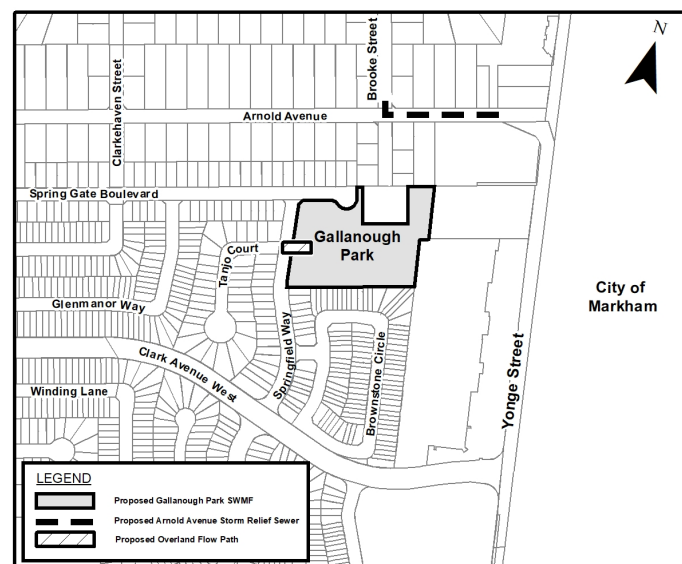 N
Clarkehaven Street
Brooke Street
Arnold Avenue
Spring Gate Boulevard
Gallanough
Park
Tanjo Court
City of
Markham
Glenmanor Way
Springfield Way
Clark Avenue West
Brownstone Circle
Yonge Street
Winding Lane
LEGEND
Proposed Gallanough Park SWMF
Proposed Arnold Avenue Storm Relief Sewer
Proposed Overland Flow Path